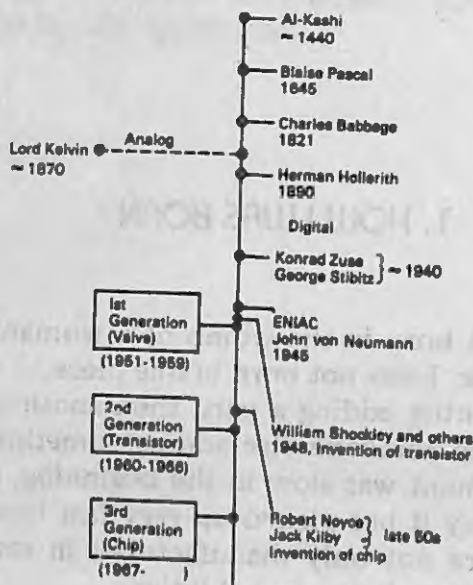 Al-Kashi
~ 1440
Blaise Pascal
1645
Charles Babbage
1821
Analog
Lord Kelvin
~ 1870
Herman Hollerith
1890
Digital
Konrad Zuse
George Stibitz } ~ 1940
1st
Generation
(Valve)
(1951-1959)
ENIAC
John von Neumann
1945
2nd
Generation
(Transistor)
(1960-1966)
William Shockley and others
1948, Invention of transistor
3rd
Generation
(Chip)
(1967- )
Robert Noyce
Jack Kilby } late 50s
Invention of chip